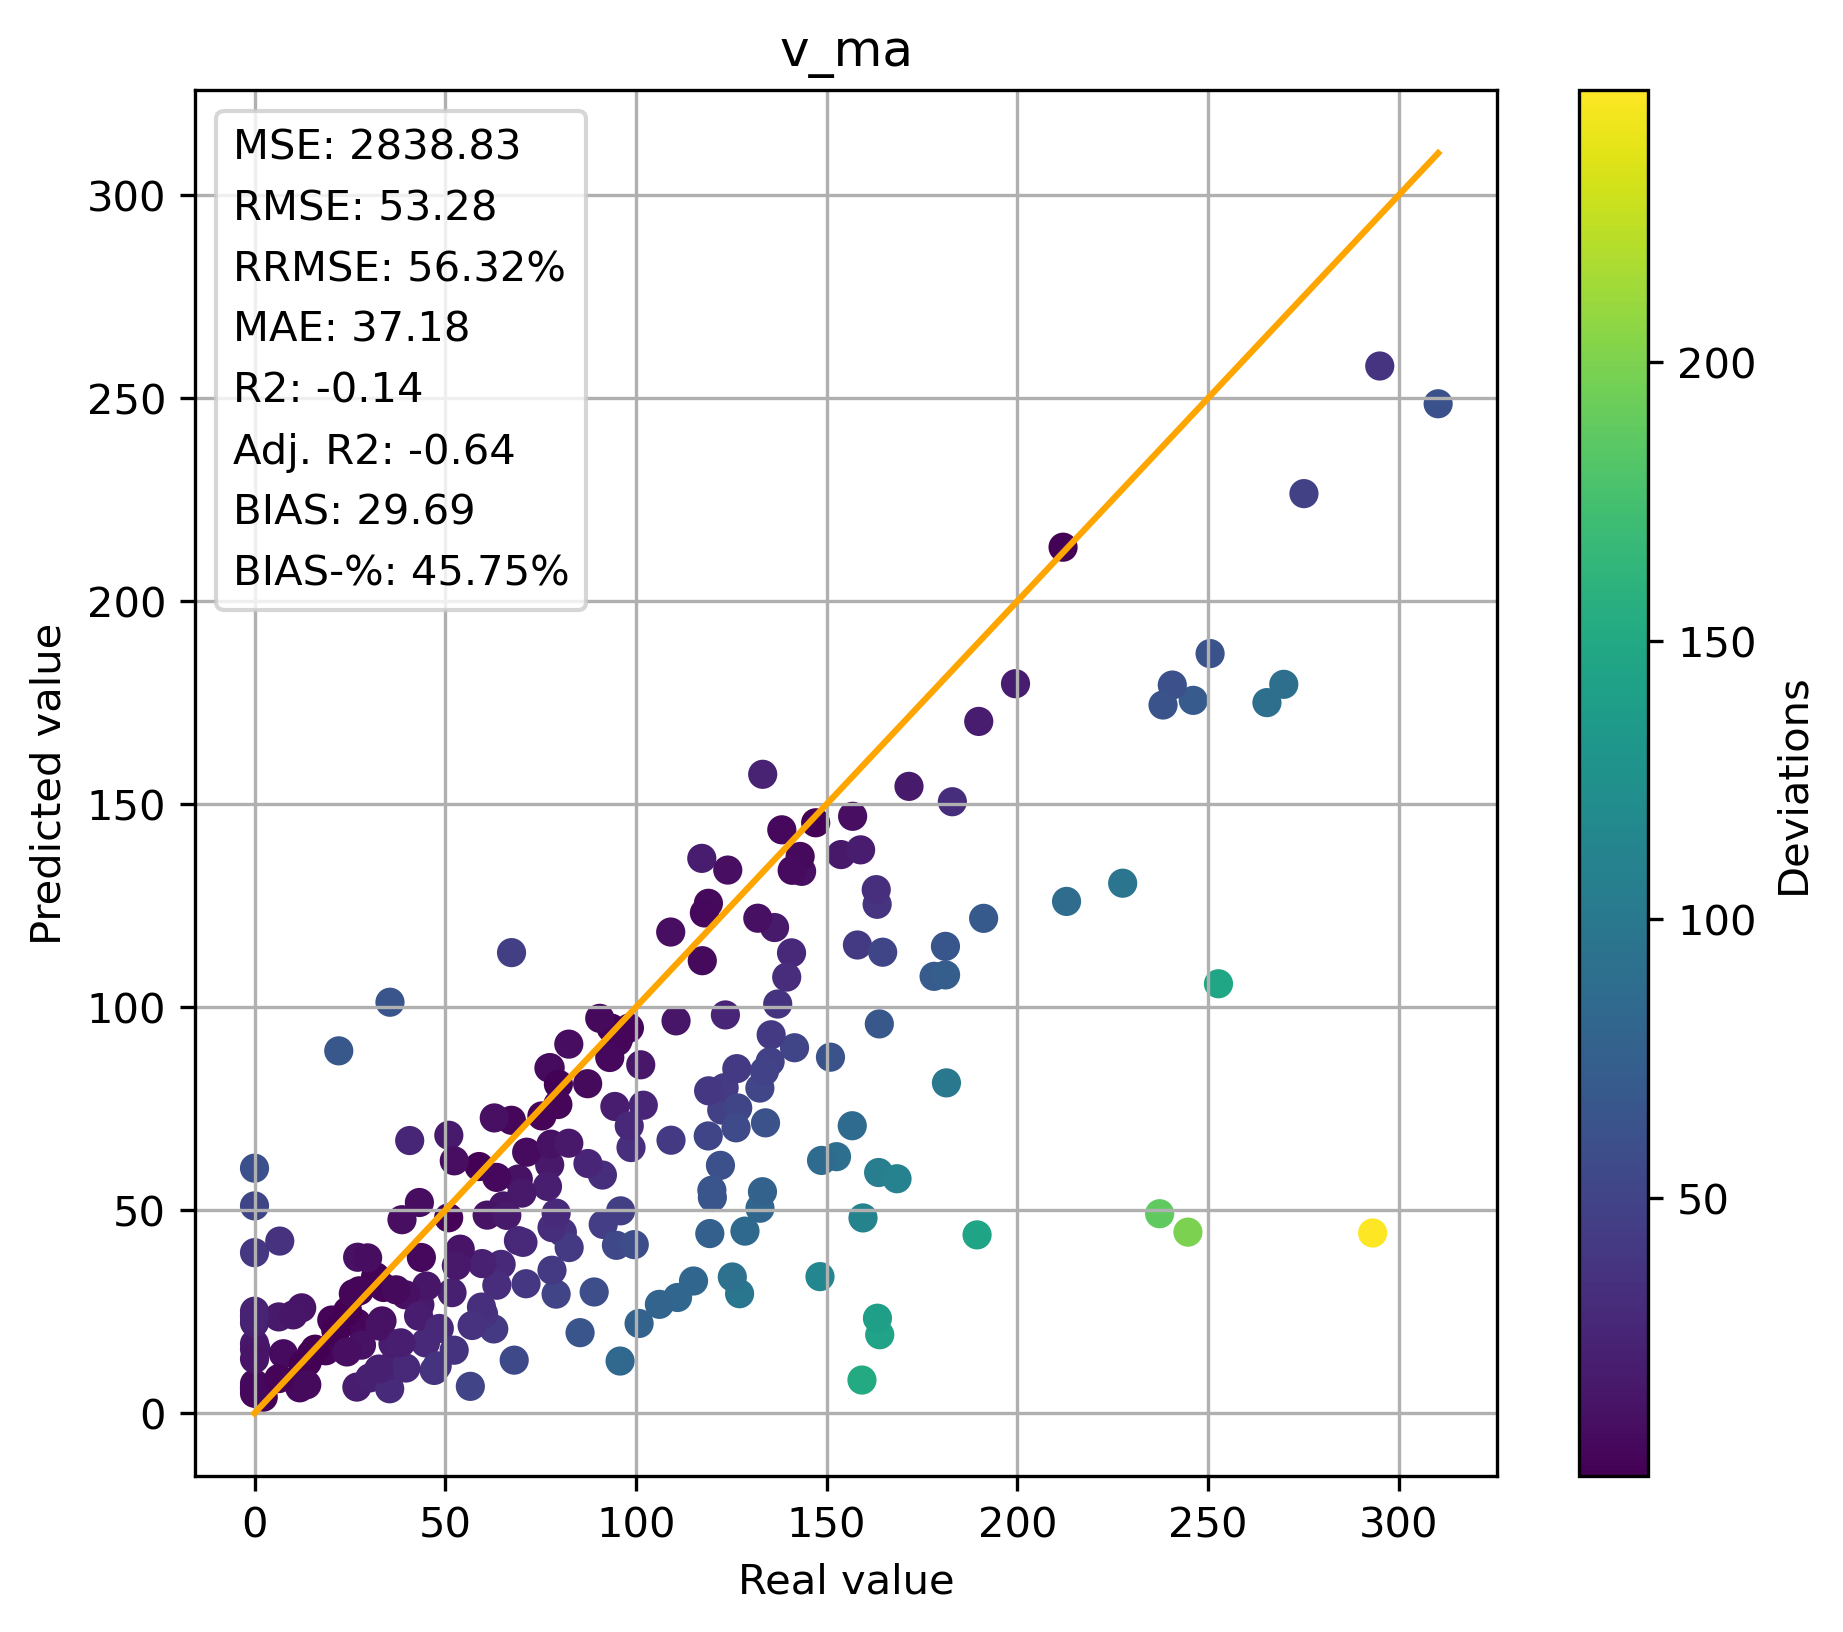 v_ma
MSE: 2838.83
RMSE: 53.28
RRMSE: 56.32%
MAE: 37.18
R2: -0.14
Adj. R2: -0.64
BIAS: 29.69
BIAS-%: 45.75%
300
250
200
150
100
50
0
Predicted value
0 50 100 150 200 250 300
Real value
200
150
100
50
Deviations